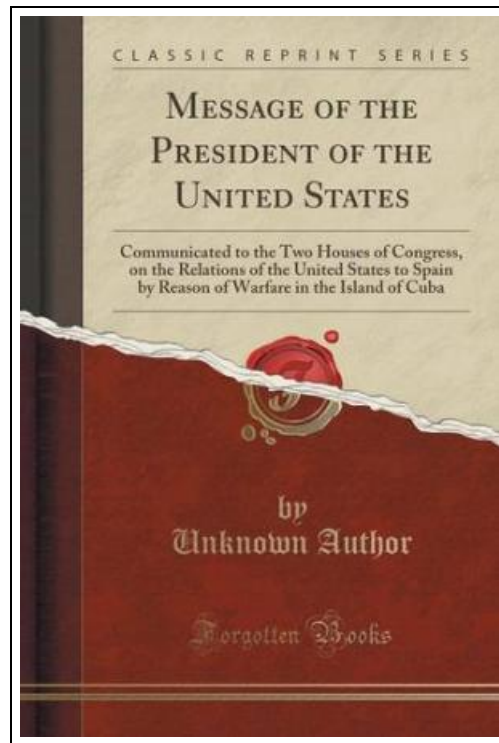 CLASSIC REPRINT SERIES
MESSAGE OF THE
PRESIDENT OF THE
UNITED STATES
Communicated to the Two Houses of Congress,
on the Relations of the United States to Spain
by Reason of Warfare in the Island of Cuba
by
Unknown Author
Forgotten Books